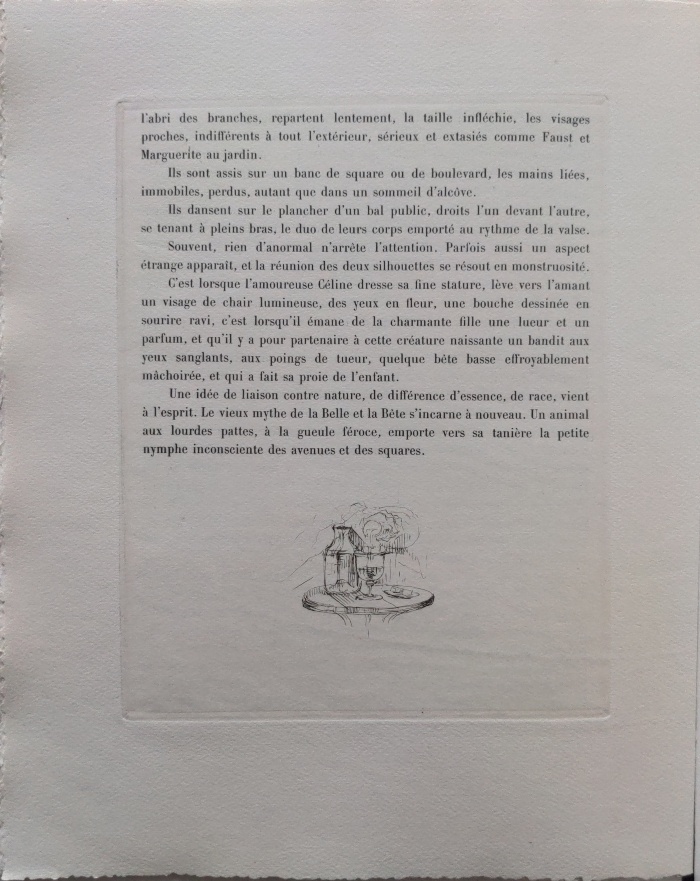 l'abri des branches, repartent lentement, la taille infléchie, les visages
proches, indifférents à tout l'extérieur, sérieux et extasiés comme Faust et
Marguerite au jardin.
Ils sont assis sur un banc de square ou de boulevard, les mains liées,
immobiles, perdus, autant que dans un sommeil d'alcôve.
Ils dansent sur le plancher d'un bal public, droits l'un devant l'autre,
se tenant à pleins bras, le duo de leurs corps emporté au rythme de la valse.
Souvent, rien d'anormal n'arrête l'attention. Parfois aussi un aspect
étrange apparaît, et la réunion des deux silhouettes se résout en monstruosité.
C'est lorsque l'amoureuse Céline dresse sa fine stature, lève vers l'amant
un visage de chair lumineuse, des yeux en fleur, une bouche dessinée en
sourire ravi, c'est lorsqu'il émane de la charmante fille une lueur et un
parfum, et qu'il y a pour partenaire à cette créature naissante un bandit aux
yeux sanglants, aux poings de tueur, quelque bête basse effroyablement
mâchoirée, et qui a fait sa proie de l'enfant.
Une idée de liaison contre nature, de différence d'essence, de race, vient
à l'esprit. Le vieux mythe de la Belle et la Bête s'incarne à nouveau. Un animal
aux lourdes pattes, à la gueule féroce, emporte vers sa tanière la petite
nymphe inconsciente des avenues et des squares.